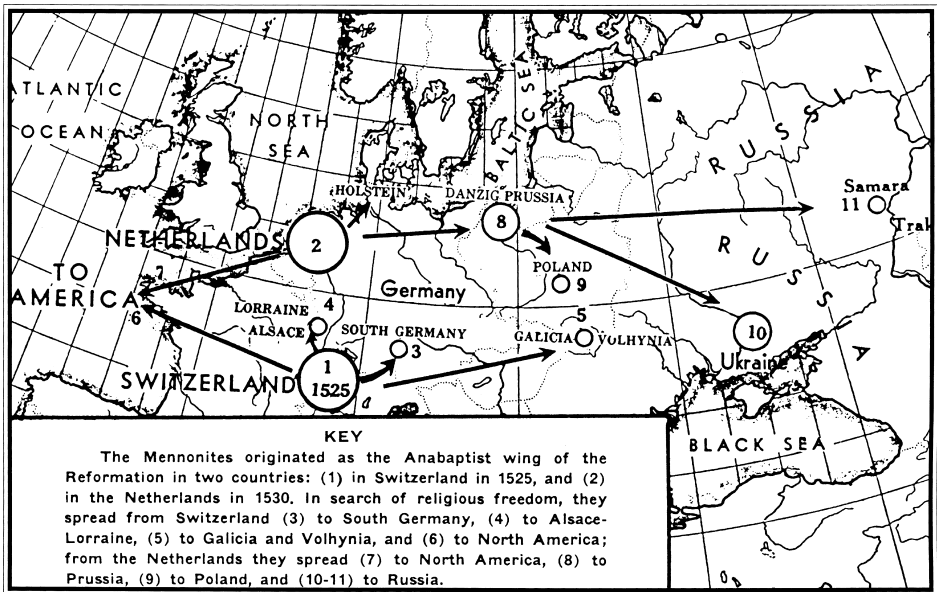 ATLANTIC
OCEAN
NORTH
SEA
BALTIC SEA
RUSSIA
HOLSTEIN
DANZIG PRUSSIA
Samara
11
8
Trak
NETHERLANDS
2
RUSSIA
TO
AMERICA
7
6
POLAND
9
Germany
LORRAINE
4
ALSACE
SOUTH GERMANY
3
5
GALICIA
VOLHYNIA
10
Ukraine
SWITZERLAND
1
1525
a
BLACK SEA
KEY
The Mennonites originated as the Anabaptist wing of the
Reformation in two countries: (1) in Switzerland in 1525, and (2)
in the Netherlands in 1530. In search of religious freedom, they
spread from Switzerland (3) to South Germany, (4) to Alsace-
Lorraine, (5) to Galicia and Volhynia, and (6) to North America;
from the Netherlands they spread (7) to North America, (8) to
Prussia, (9) to Poland, and (10-11) to Russia.